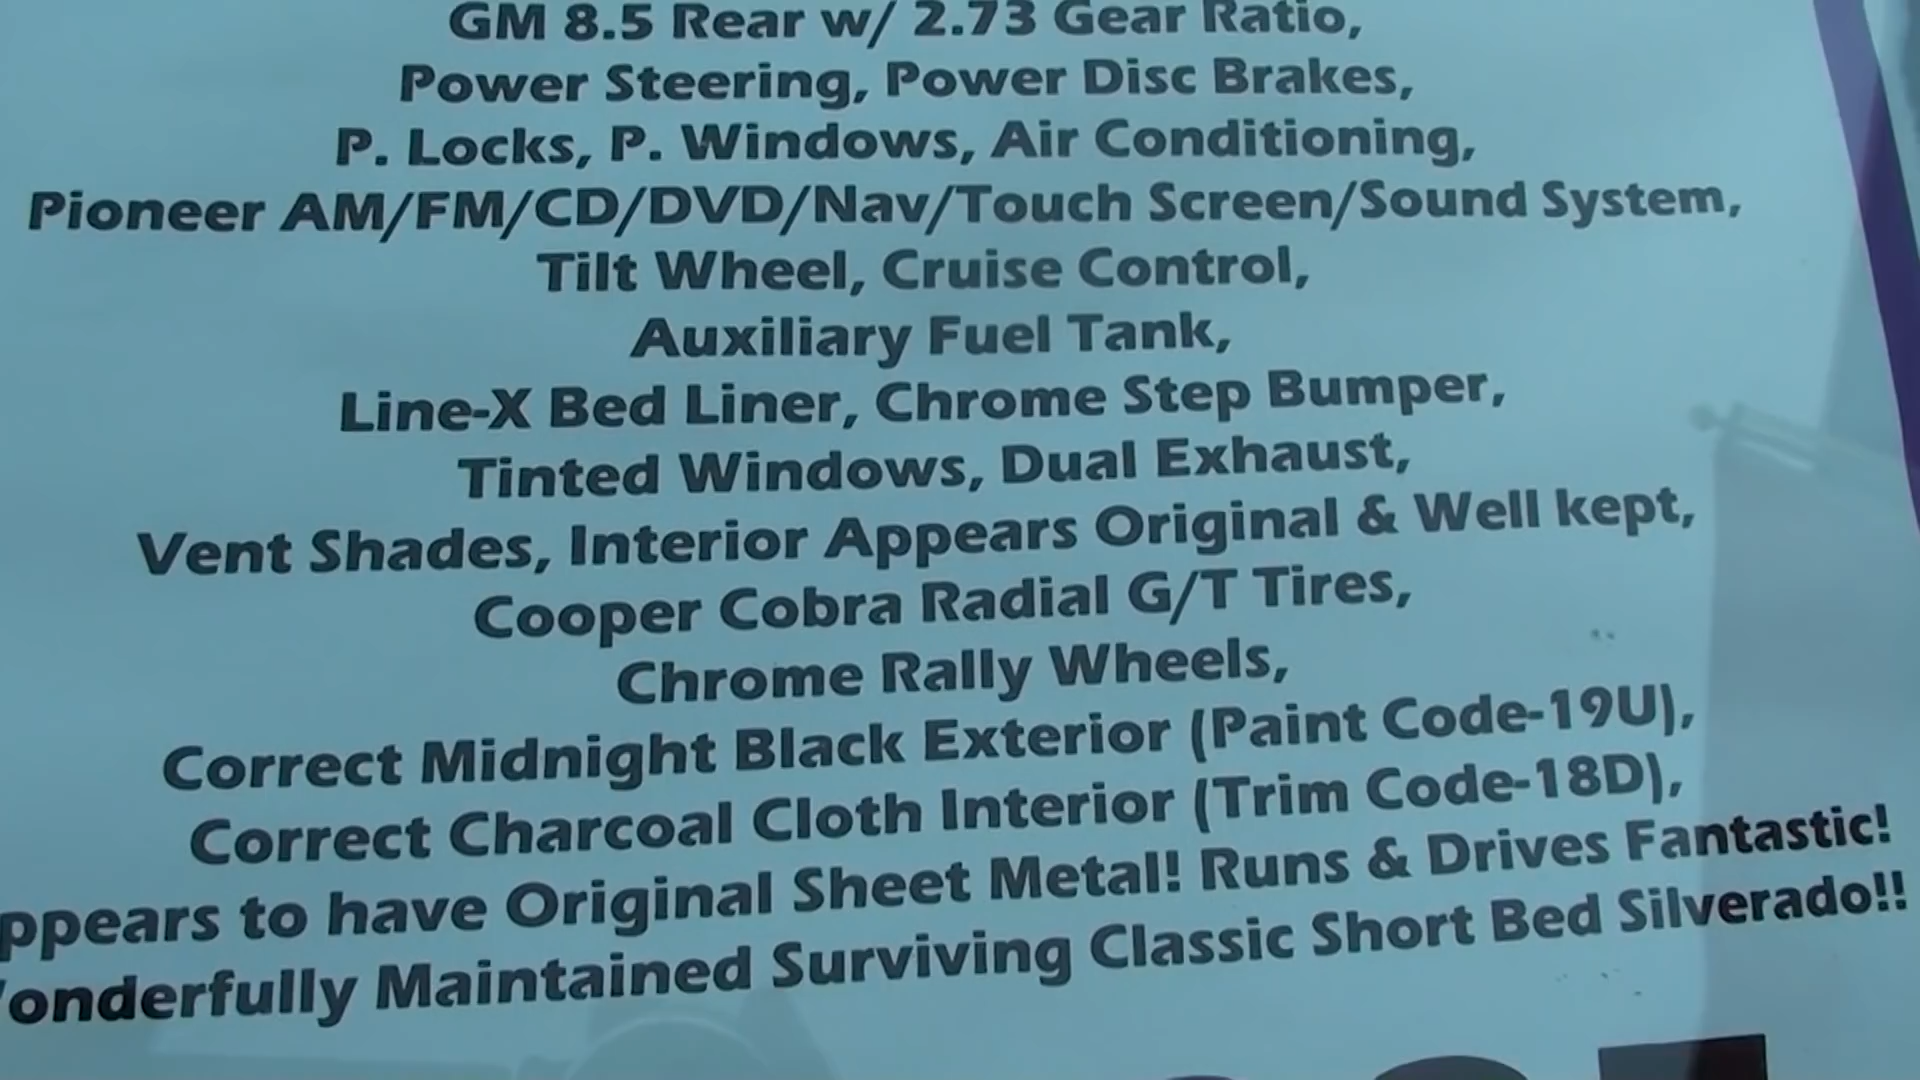 GM 8.5 Rear w/ 2.73 Gear Ratio,
Power Steering, Power Disc Brakes,
P. Locks, P. Windows, Air Conditioning,
Pioneer AM/FM/CD/DVD/Nav/Touch Screen/Sound System,
Tilt Wheel, Cruise Control,
Auxiliary Fuel Tank,
Line-X Bed Liner, Chrome Step Bumper,
Tinted Windows, Dual Exhaust,
Vent Shades, Interior Appears Original & Well kept,
Cooper Cobra Radial G/T Tires,
Chrome Rally Wheels,
Correct Midnight Black Exterior (Paint Code-19U),
Correct Charcoal Cloth Interior (Trim Code-18D),
ppears to have Original Sheet Metal! Runs & Drives Fantastic!
onderfully Maintained Surviving Classic Short Bed Silverado!!